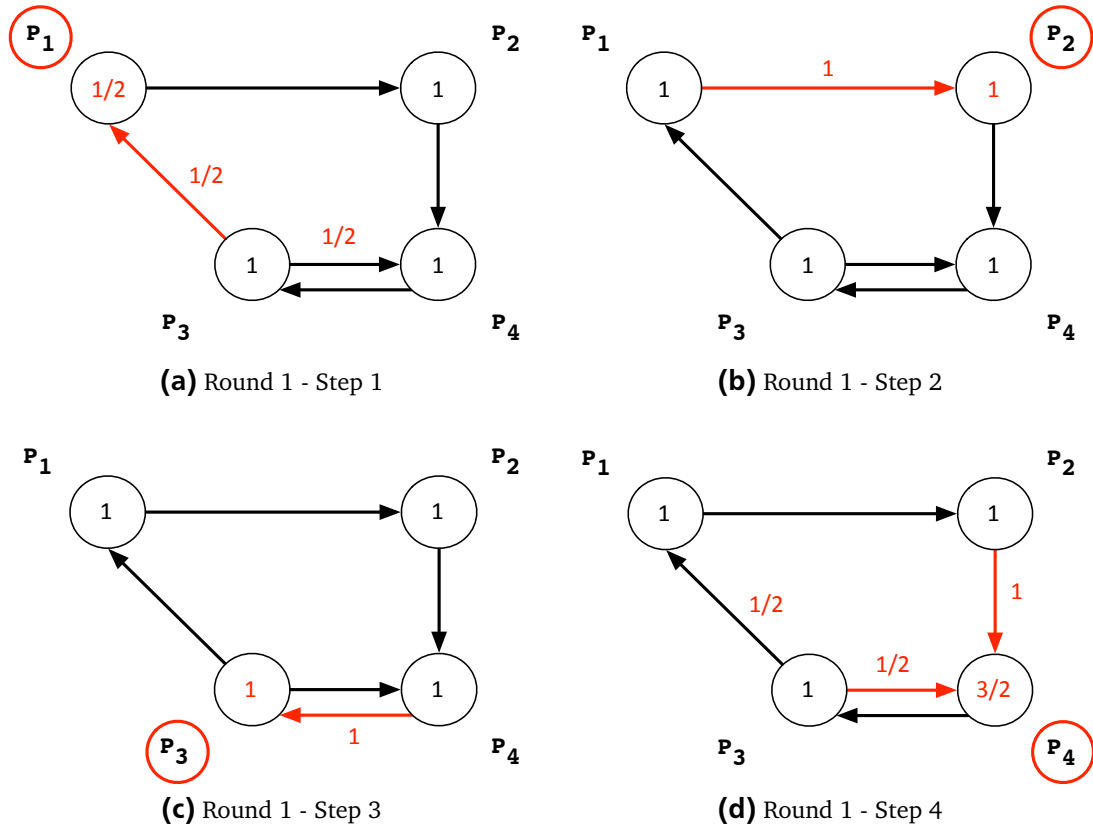 P1
P2
1/2
1
1/2
1/2
1
1
P3
P4
(a) Round 1 - Step 1
P1
P2
1
1
1
1
1
P3
P4
(b) Round 1 - Step 2
P1
P2
1
1
1
1
1
P3
P4
(c) Round 1 - Step 3
P1
P2
1
1
1/2
1
1/2
1
3/2
P3
P4
(d) Round 1 - Step 4